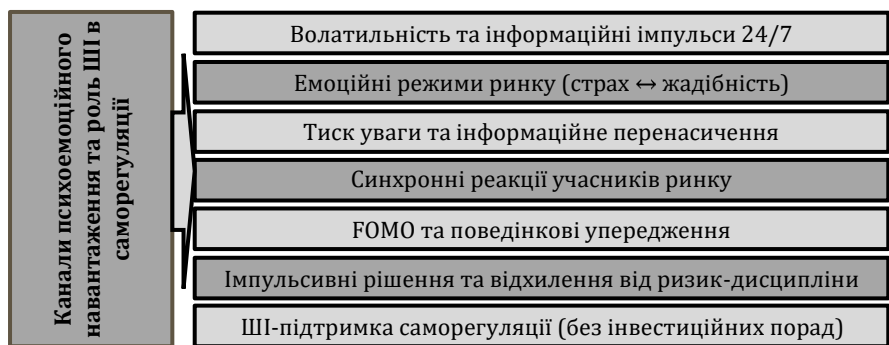 Канали психоемоційного
навантаження та роль ШІ в
саморегуляції
Волатильність та інформаційні імпульси 24/7
Емоційні режими ринку (страх ↔ жадібність)
Тиск уваги та інформаційне перенасичення
Синхронні реакції учасників ринку
FOMO та поведінкові упередження
Імпульсивні рішення та відхилення від ризик-дисципліни
ШІ-підтримка саморегуляції (без інвестиційних порад)